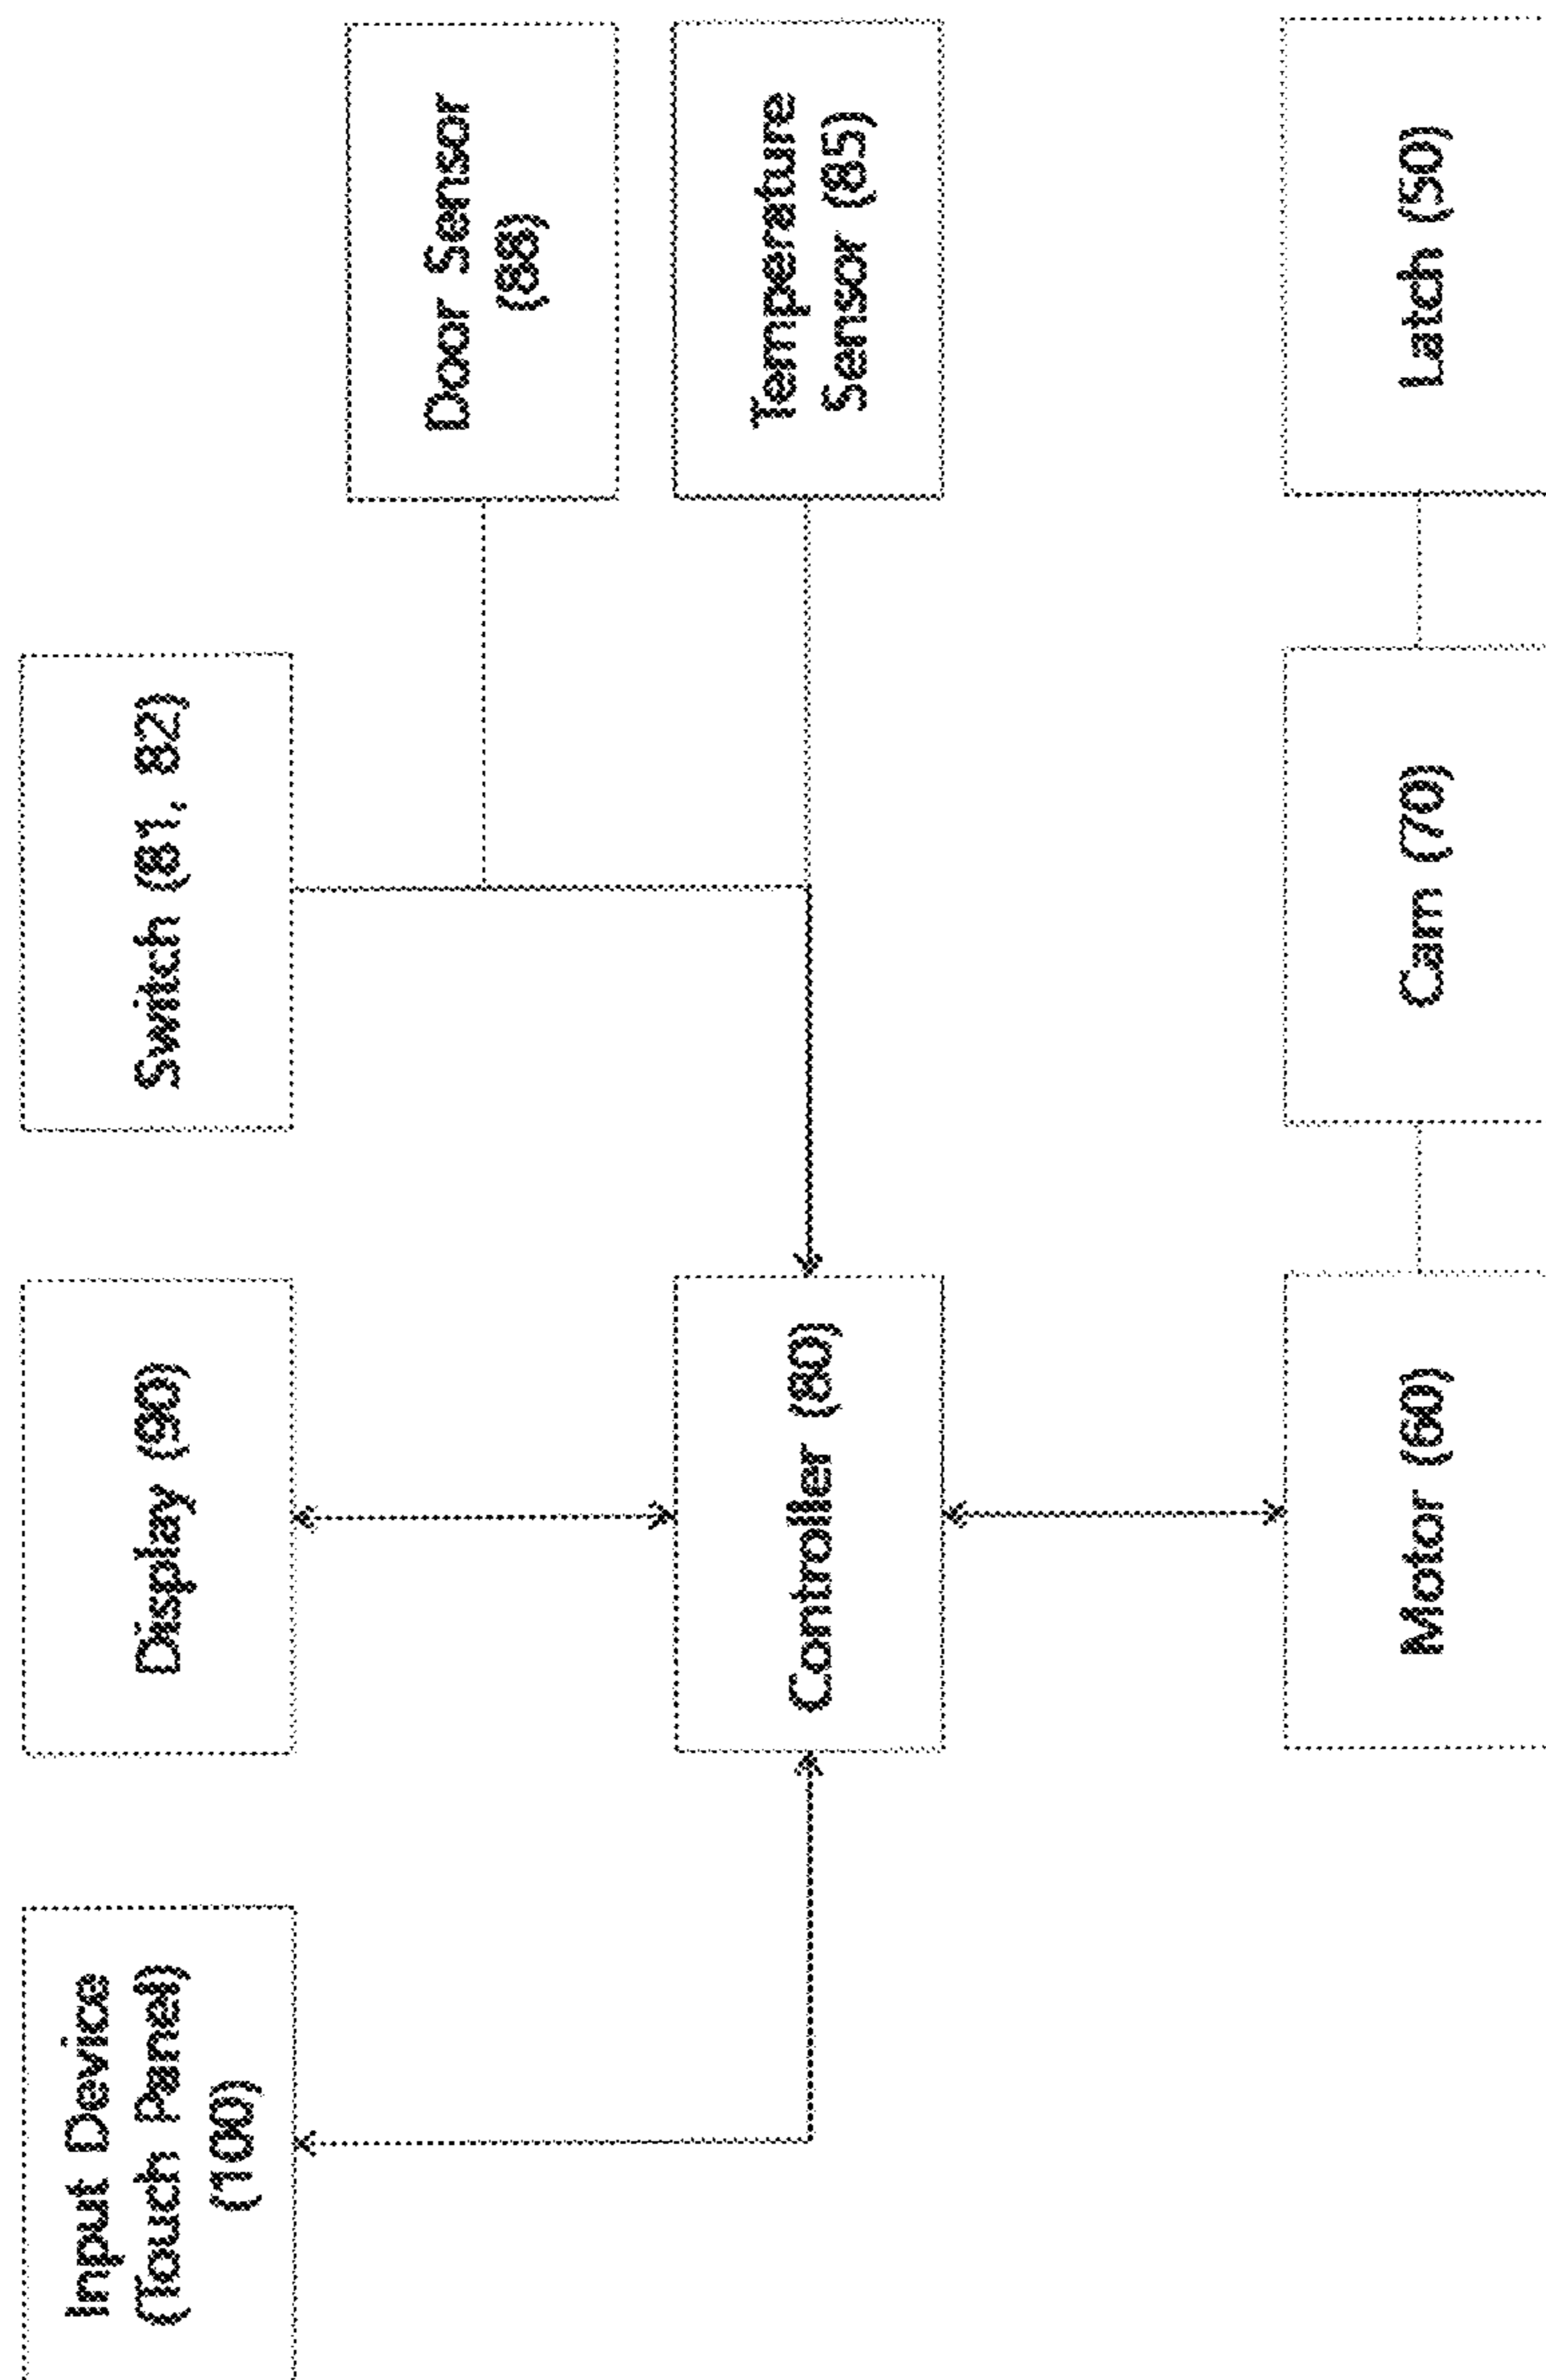 Input Device
(Touch Panel)
(100)
Display (90)
Switch (81, 82)
Door Sensor
(88)
Controller (80)
Temperature
Sensor (85)
Motor (60)
Cam (70)
Latch (50)